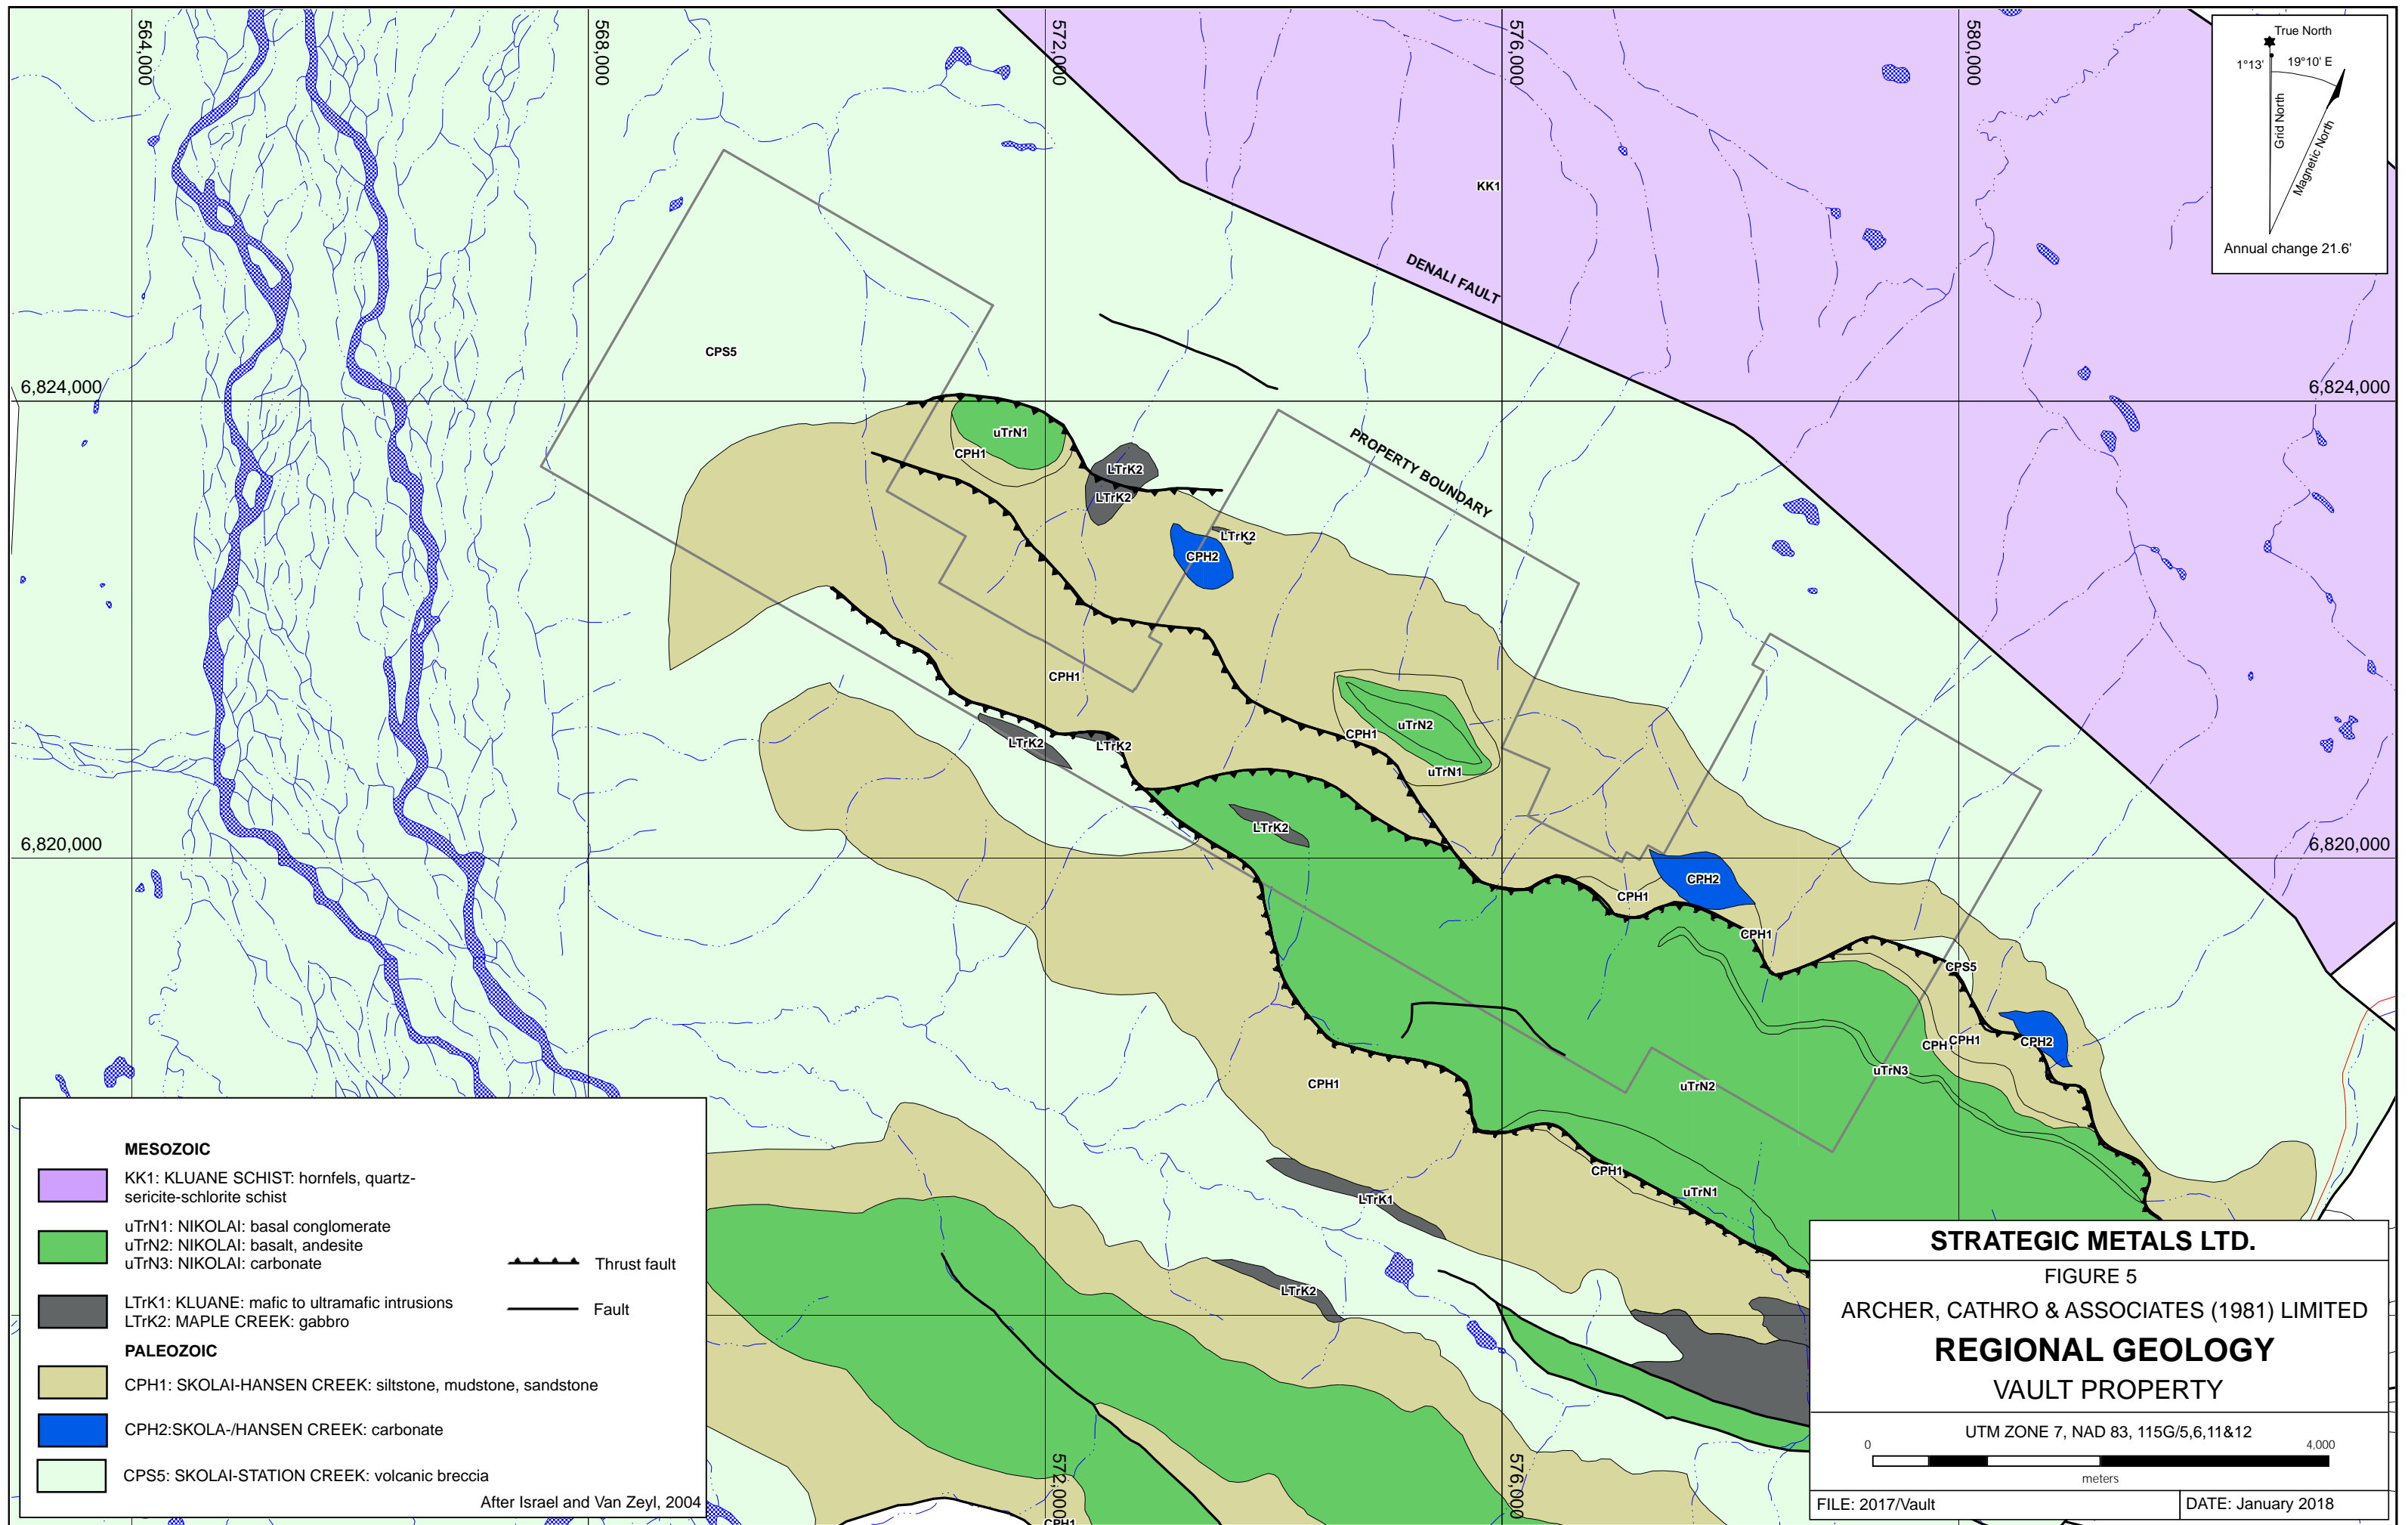 564,000
568,000
572,000
576,000
580,000
True North
1°13'
19°10' E
Grid North
Magnetic North
Annual change 21.6'
KK1
DENALI FAULT
CPS5
6,824,000
6,824,000
uTrN1
CPH1
PROPERTY BOUNDARY
LTrK2
LTrK2
LTrK2
CPH2
CPH1
uTrN2
CPH1
LTrK2
LTrK2
uTrN1
LTrK2
6,820,000
6,820,000
CPH2
CPH1
CPH1
CPS5
CPH1
CPH1
CPH2
uTrN3
CPH1
uTrN2
CPH1
uTrN1
LTrK1
LTrK2
572,000
576,000
CPH1
MESOZOIC
KK1: KLUANE SCHIST: hornfels, quartz-
sericite-schlorite schist
uTrN1: NIKOLAI: basal conglomerate
uTrN2: NIKOLAI: basalt, andesite
uTrN3: NIKOLAI: carbonate
Thrust fault
LTrK1: KLUANE: mafic to ultramafic intrusions
LTrK2: MAPLE CREEK: gabbro
Fault
PALEOZOIC
CPH1: SKOLAI-HANSEN CREEK: siltstone, mudstone, sandstone
CPH2:SKOLA-/HANSEN CREEK: carbonate
CPS5: SKOLAI-STATION CREEK: volcanic breccia
After Israel and Van Zeyl, 2004
STRATEGIC METALS LTD.
FIGURE 5
ARCHER, CATHRO & ASSOCIATES (1981) LIMITED
REGIONAL GEOLOGY
VAULT PROPERTY
UTM ZONE 7, NAD 83, 115G/5,6,11&12
0
4,000
meters
FILE: 2017/Vault
DATE: January 2018